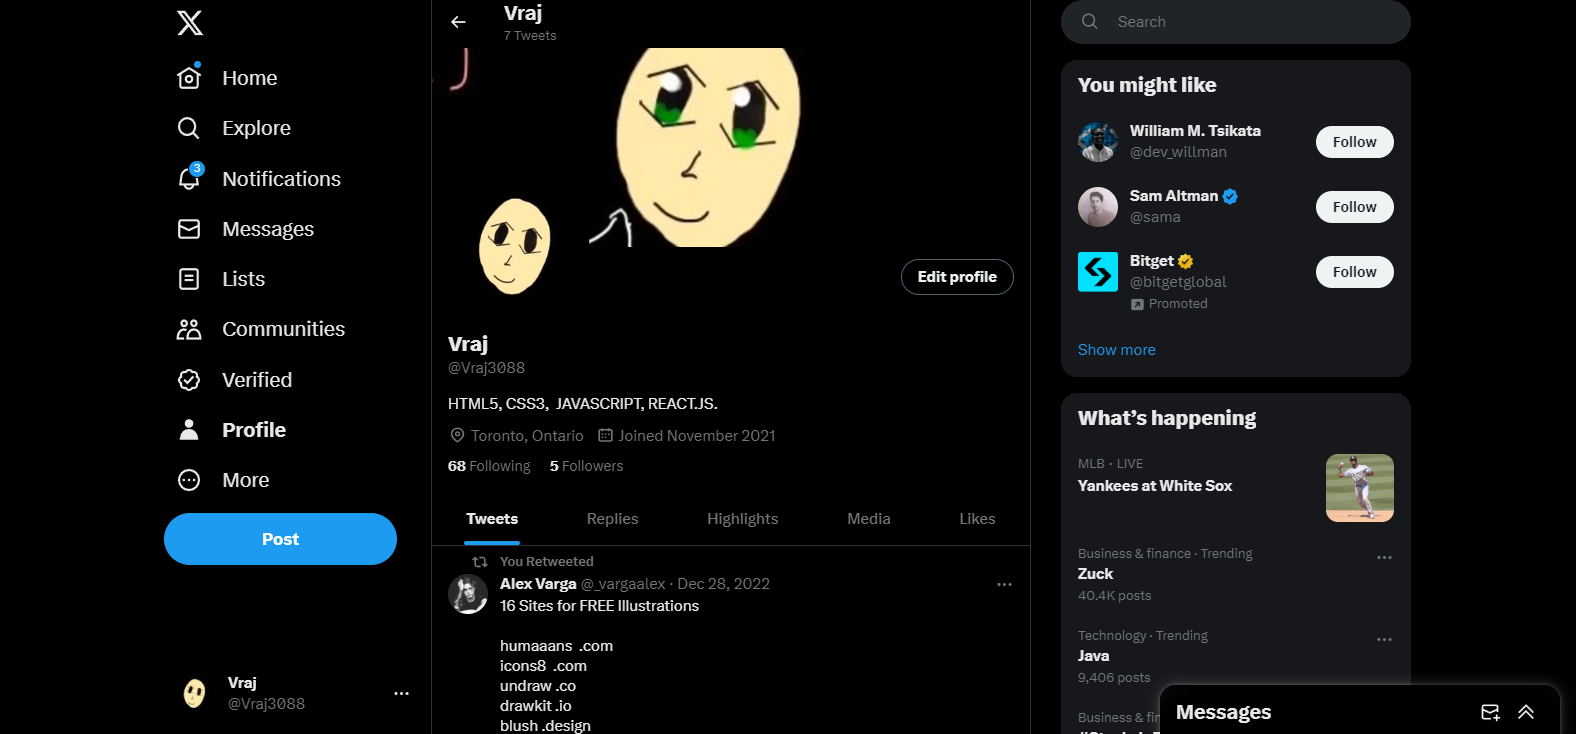 Home
Explore
3
Notifications
Messages
Lists
Communities
Verified
Profile
More
Post
Vraj
@Vraj3088
Vraj
7 Tweets
Edit profile
Vraj
@Vraj3088
HTML5, CSS3, JAVASCRIPT, REACT.JS.
Toronto, Ontario Joined November 2021
68 Following 5 Followers
Tweets Replies Highlights Media Likes
You Retweeted
Alex Varga @_vargaalex · Dec 28, 2022
16 Sites for FREE Illustrations
humaaans .com
icons8 .com
undraw .co
drawkit .io
blush .design
Search
You might like
William M. Tsikata
@dev_willman
Follow
Sam Altman
@sama
Follow
Bitget
@bitgetglobal
Promoted
Follow
Show more
What's happening
MLB · LIVE
Yankees at White Sox
Business & finance · Trending
Zuck
40.4K posts
Technology · Trending
Java
9,406 posts
Business &
Messages